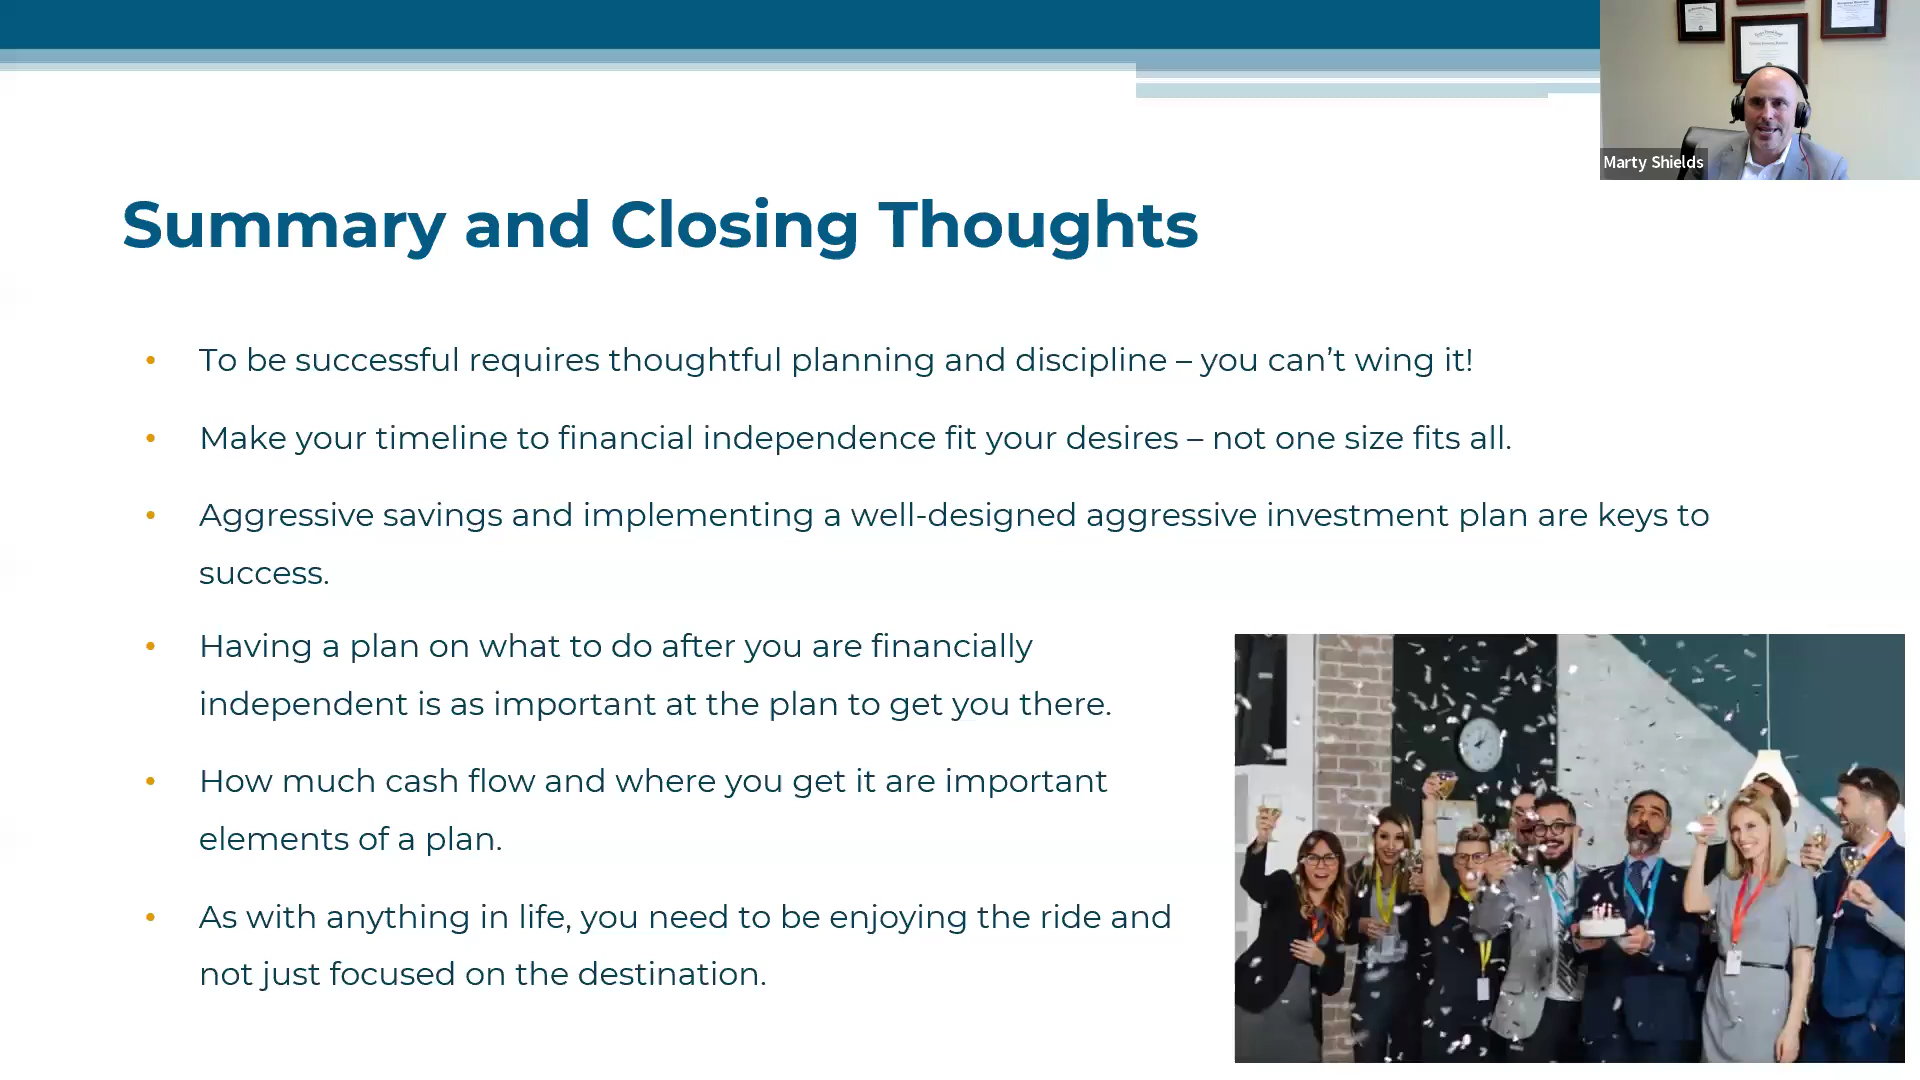 Marty Shields
Summary and Closing Thoughts
• To be successful requires thoughtful planning and discipline – you can’t wing it!
• Make your timeline to financial independence fit your desires – not one size fits all.
• Aggressive savings and implementing a well-designed aggressive investment plan are keys to
success.
• Having a plan on what to do after you are financially
independent is as important at the plan to get you there.
• How much cash flow and where you get it are important
elements of a plan.
• As with anything in life, you need to be enjoying the ride and
not just focused on the destination.